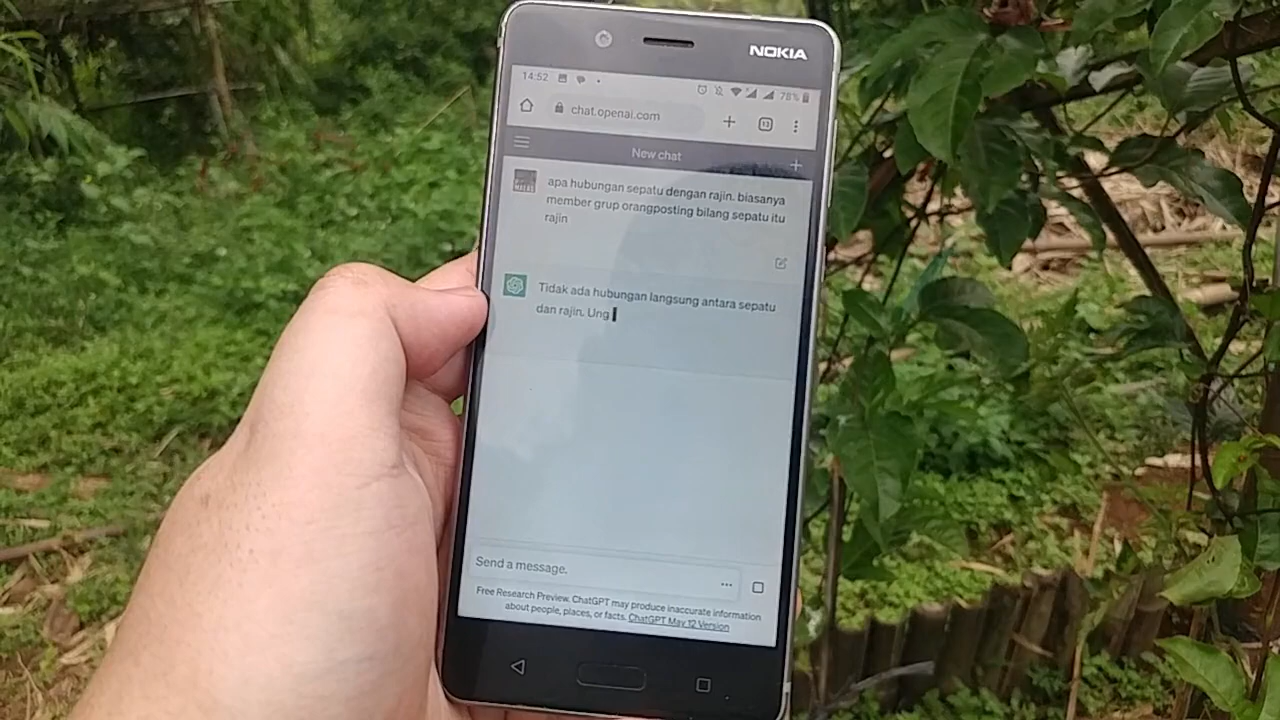 NOKIA
14:52
78%
chat.openai.com
13
New chat
apa hubungan sepatu dengan rajin. biasanya
member grup orangposting bilang sepatu itu
rajin
Tidak ada hubungan langsung antara sepatu
dan rajin. Ung
Send a message.
Free Research Preview. ChatGPT may produce inaccurate information
about people, places, or facts. ChatGPT May 12 Version